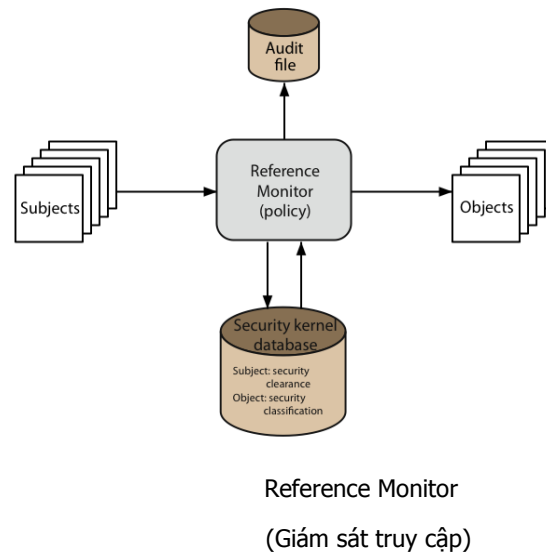 Audit
file
Reference
Monitor
(policy)
Subjects
Objects
Security kernel
database
Subject: security
clearance
Object: security
classification
Reference Monitor
(Giám sát truy cập)